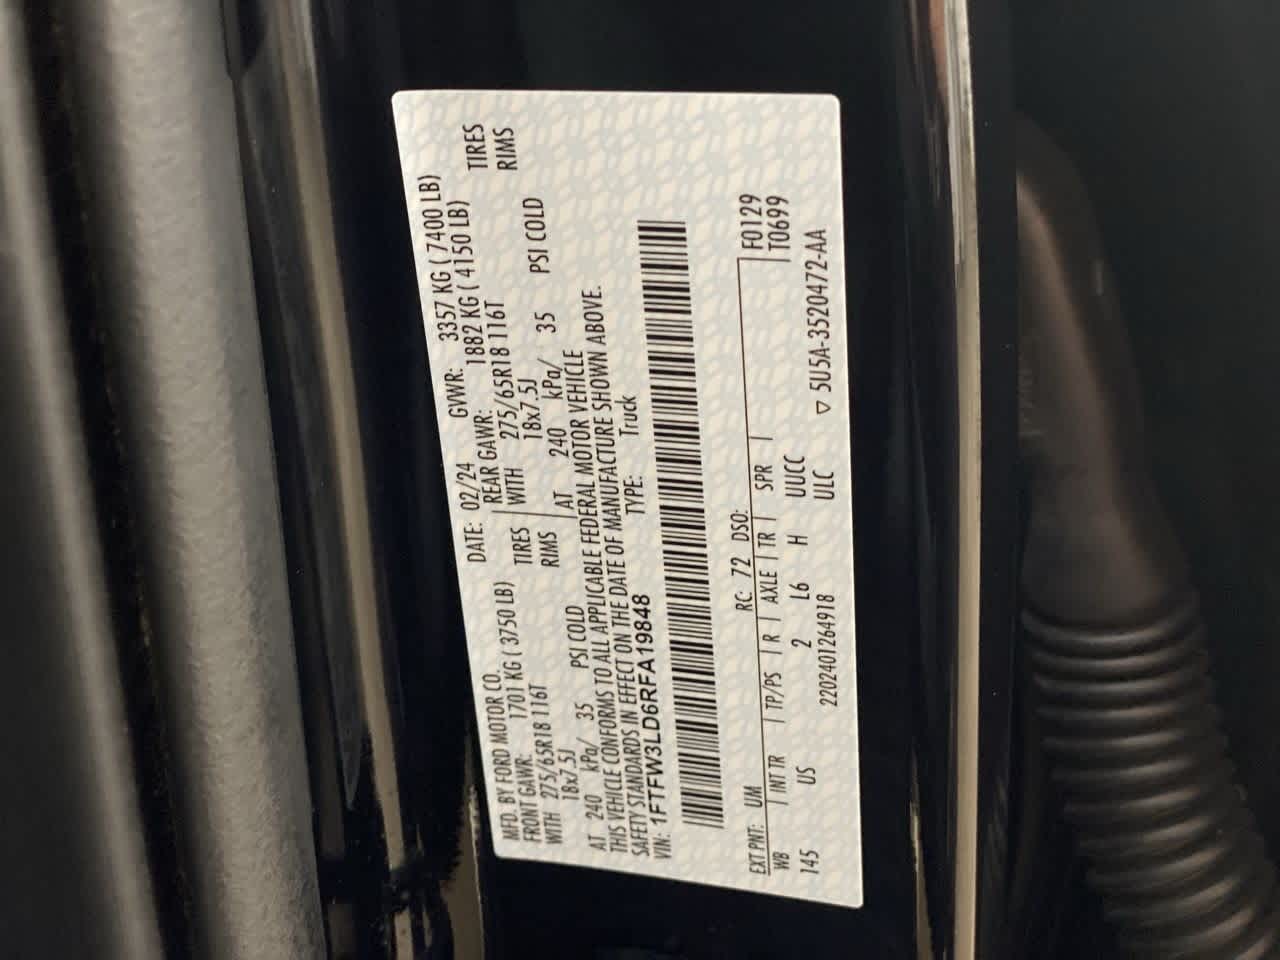 MFD. BY FORD MOTOR CO.
DATE: 02/24 GVWR: 3357 KG ( 7400 LB)
FRONT GAWR: 1701 KG ( 3750 LB) REAR GAWR: 1882 KG ( 4150 LB)
WITH 275/65R18 116T TIRES WITH 275/65R18 116T TIRES
18x7.5J RIMS 18x7.5J RIMS
AT 240 kPa/ 35 PSI COLD AT 240 kPa/ 35 PSI COLD
THIS VEHICLE CONFORMS TO ALL APPLICABLE FEDERAL MOTOR VEHICLE
SAFETY STANDARDS IN EFFECT ON THE DATE OF MANUFACTURE SHOWN ABOVE.
VIN: 1FTFW3LD6RFA19848 TYPE: Truck
EXT PNT: UM RC: 72 DSO: F0129
WB INT TR TP/PS R AXLE TR SPR T0699
145 US 2 L6 H UUCC
2202401264918 ULC ▽ 5U5A-3520472-AA